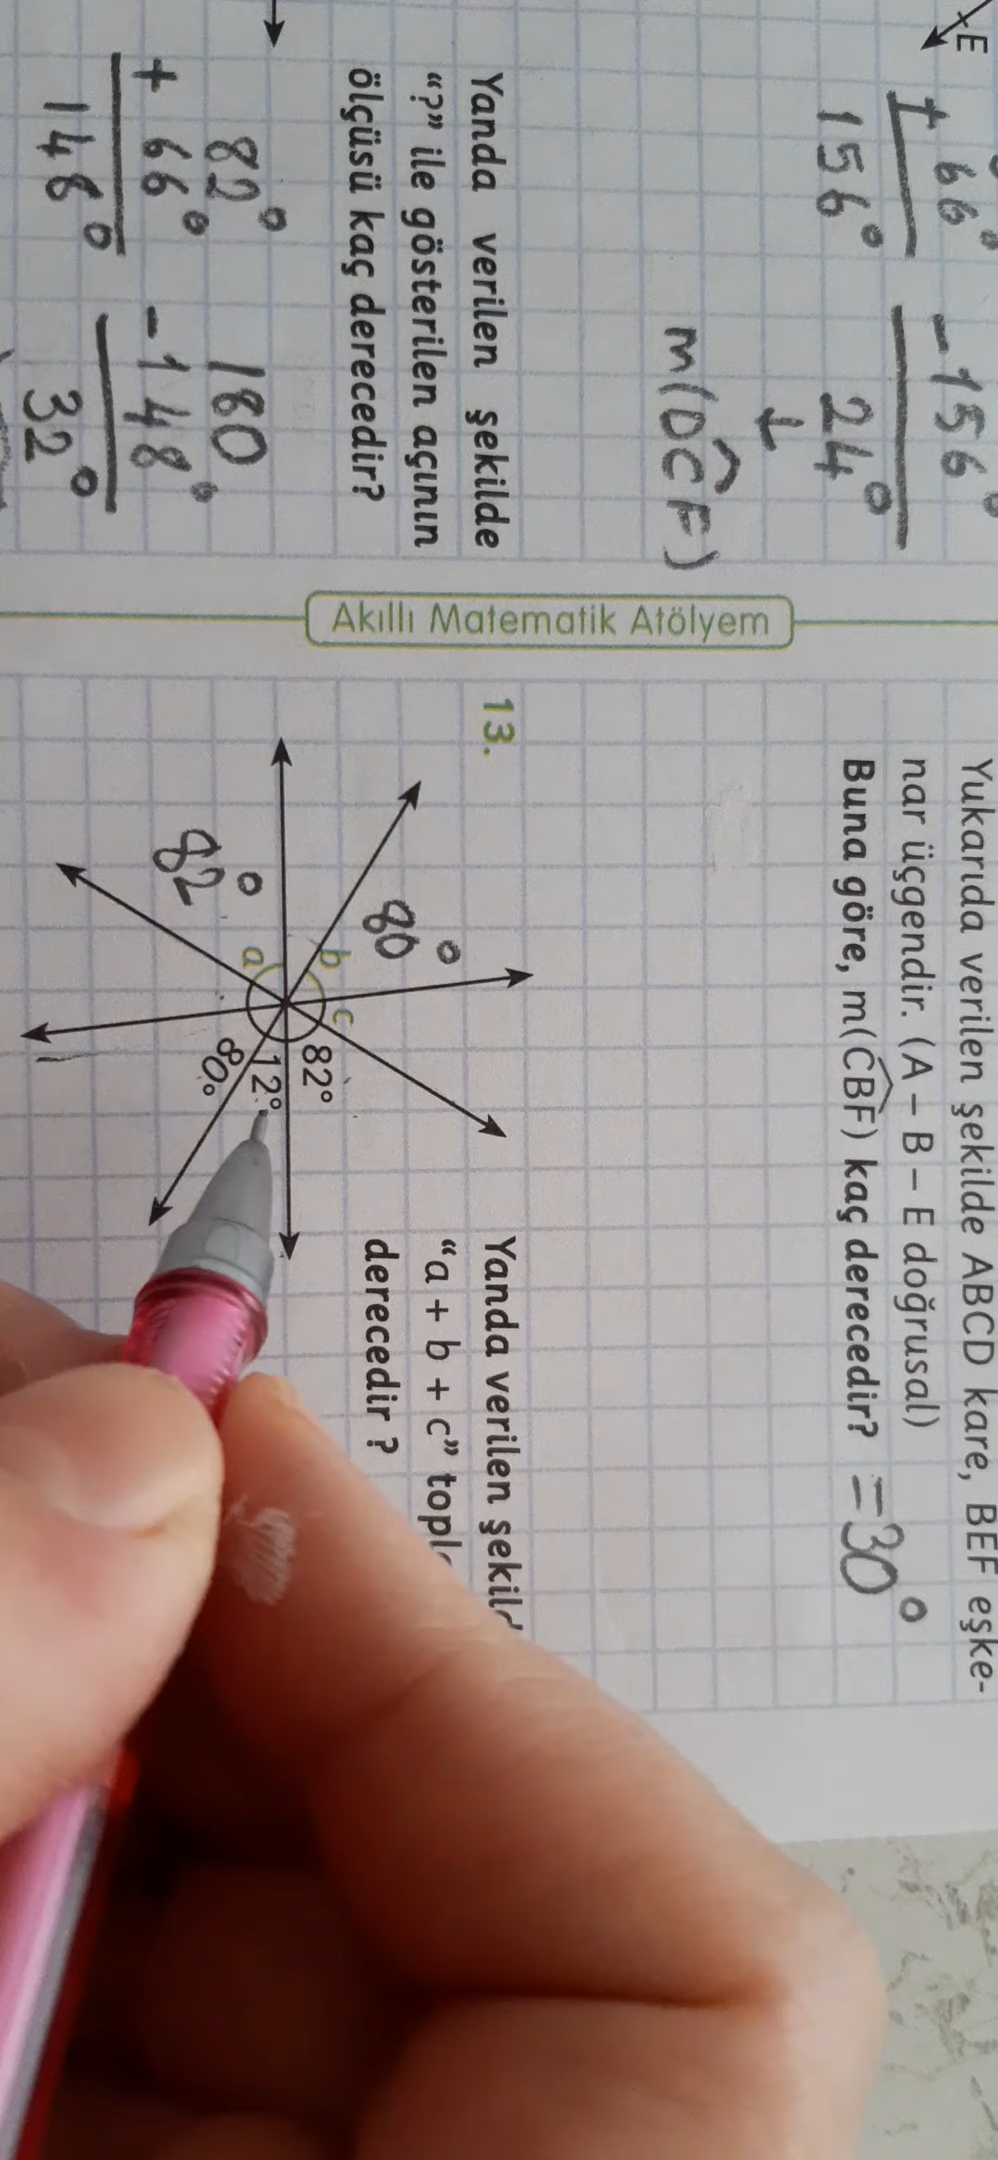 E
+ 66°
156°
- 156°
24°
↓
m(DCF)
Yanda verilen şekilde
“?” ile gösterilen açının
ölçüsü kaç derecedir?
82°
+ 66°
148°
180
- 148°
32°
Akıllı Matematik Atölyem
Yukarıda verilen şekilde ABCD kare, BEF eşke-
nar üçgendir. (A – B – E doğrusal)
Buna göre, m(CBF) kaç derecedir? = 30°
13.
80°
82°
b
a
c
82°
12°
80°
Yanda verilen
“a + b + c”
derecedir ?